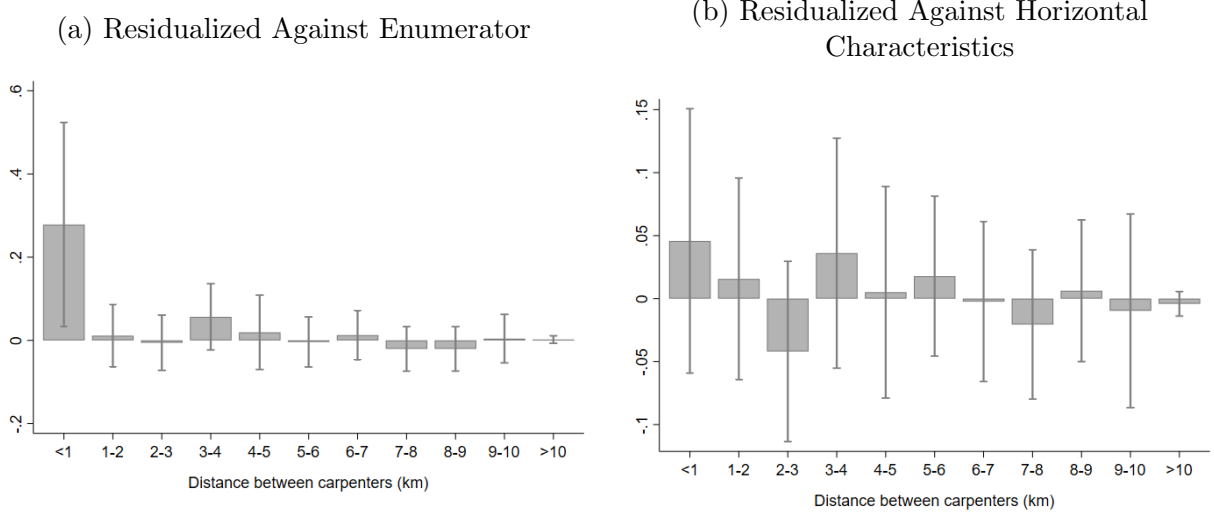 (a) Residualized Against Enumerator
.6
.4
.2
0
-.2
<1 1-2 2-3 3-4 4-5 5-6 6-7 7-8 8-9 9-10 >10
Distance between carpenters (km)
(b) Residualized Against Horizontal
Characteristics
.15
.1
.05
0
-.05
-.1
<1 1-2 2-3 3-4 4-5 5-6 6-7 7-8 8-9 9-10 >10
Distance between carpenters (km)